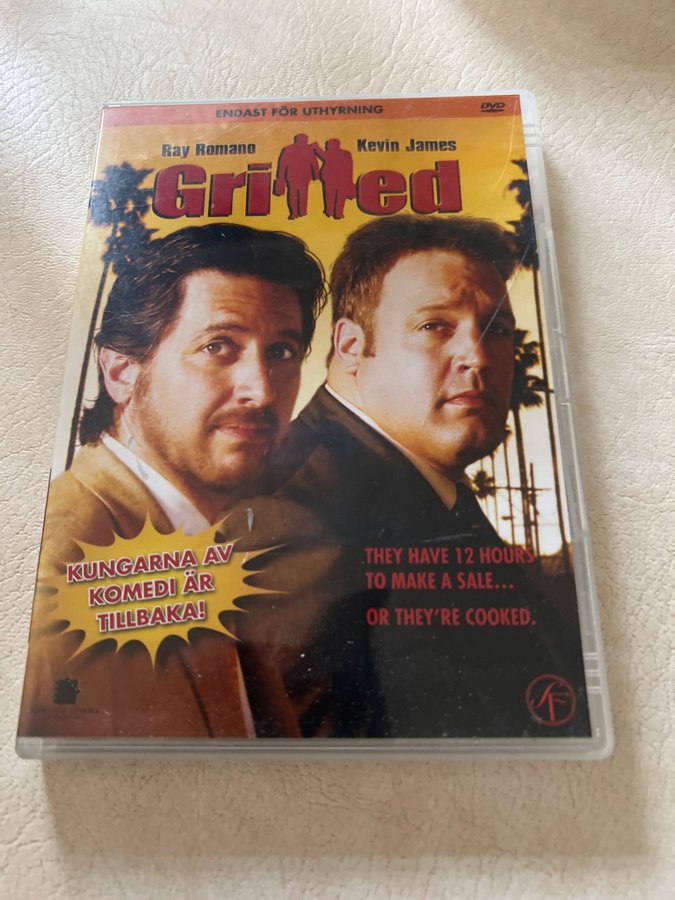 ENDAST FÖR UTHYRNING
DVD
Ray Romano
Kevin James
Grilled
KUNGARNA AV
KOMEDI ÄR
TILLBAKA!
THEY HAVE 12 HOURS
TO MAKE A SALE...
OR THEY'RE COOKED.
SF